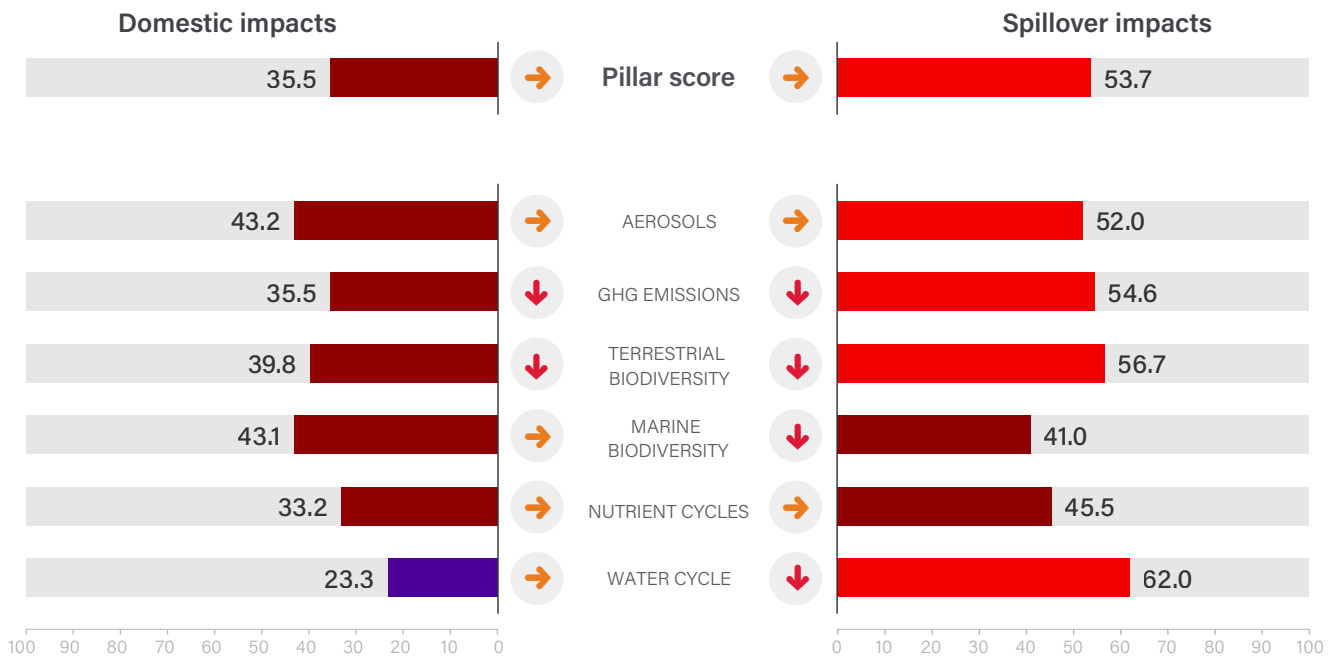 Domestic impacts
Spillover impacts
35.5
Pillar score
53.7
43.2
AEROSOLS
52.0
35.5
GHG EMISSIONS
54.6
39.8
TERRESTRIAL
BIODIVERSITY
56.7
43.1
MARINE
BIODIVERSITY
41.0
33.2
NUTRIENT CYCLES
45.5
23.3
WATER CYCLE
62.0
100 90 80 70 60 50 40 30 20 10 0
0 10 20 30 40 50 60 70 80 90 100